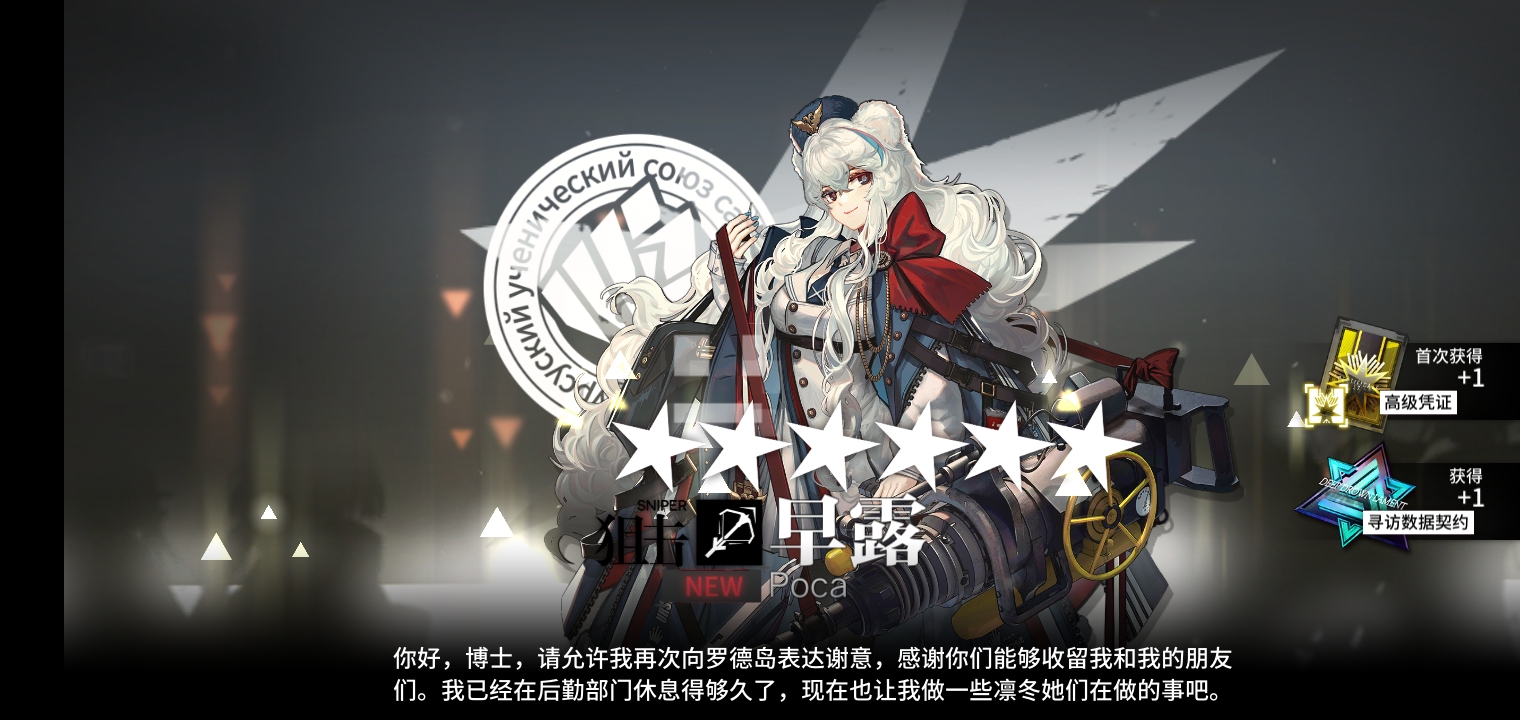 ученический союз
SNIPER
狙击
早露
NEW
Роса
首次获得
+1
高级凭证
获得
+1
寻访数据契约
你好，博士，请允许我再次向罗德岛表达谢意，感谢你们能够收留我和我的朋友
们。我已经在后勤部门休息得够久了，现在也让我做一些凛冬她们在做的事吧。